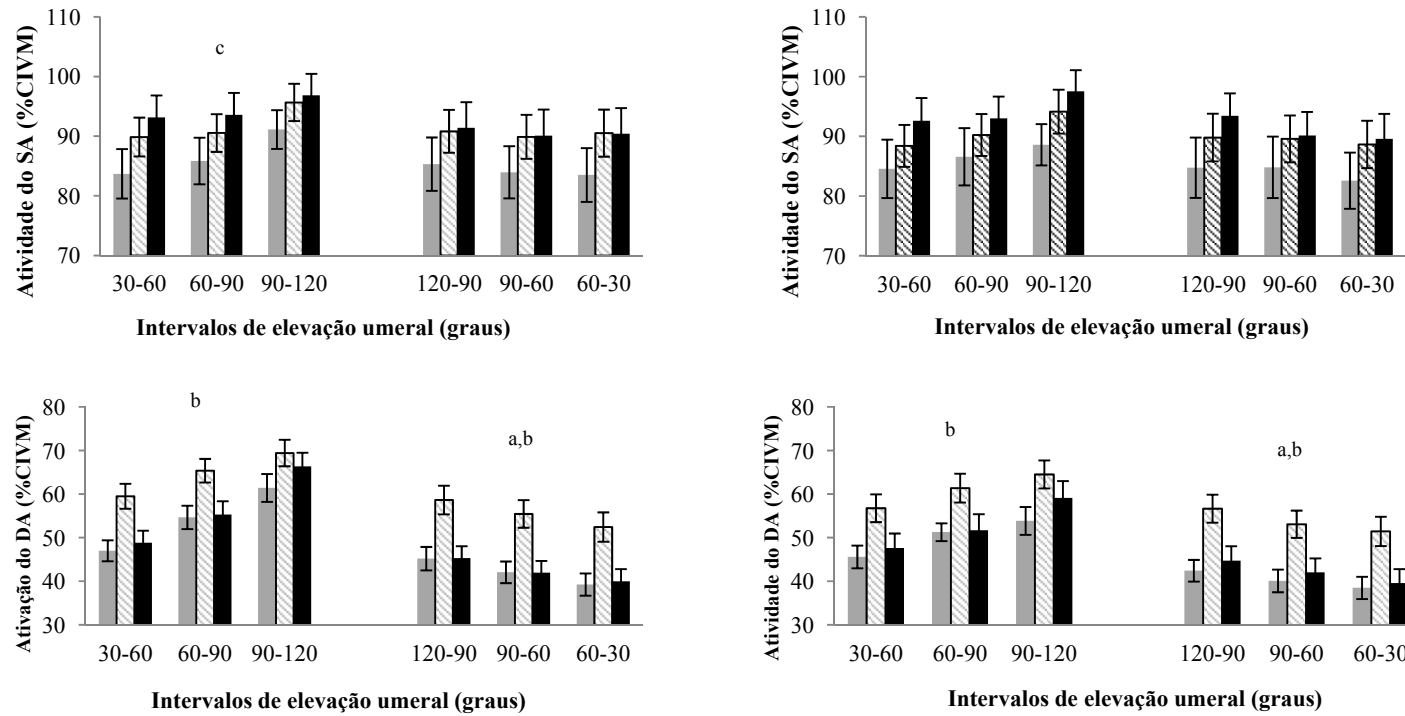 Atividade do SA (%CIVM)
110
100
90
80
70
c
30-60 60-90 90-120 120-90 90-60 60-30
Intervalos de elevação umeral (graus)
Atividade do SA (%CIVM)
110
100
90
80
70
30-60 60-90 90-120 120-90 90-60 60-30
Intervalos de elevação umeral (graus)
Ativação do DA (%CIVM)
80
70
60
50
40
30
b
a,b
30-60 60-90 90-120 120-90 90-60 60-30
Intervalos de elevação umeral (graus)
Atividade do DA (%CIVM)
80
70
60
50
40
30
b
a,b
30-60 60-90 90-120 120-90 90-60 60-30
Intervalos de elevação umeral (graus)